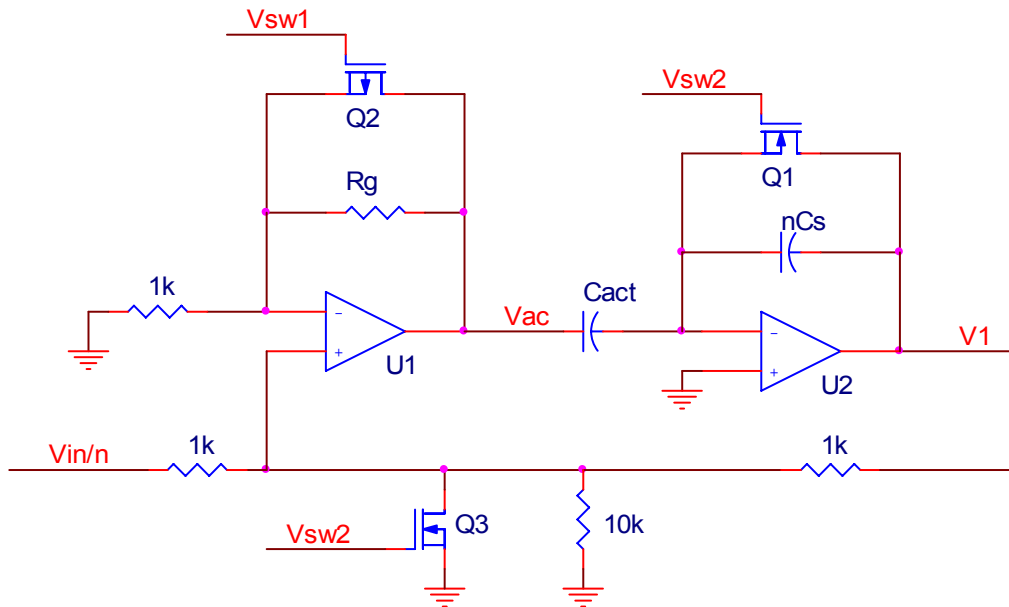 Vsw1
Q2
Vsw2
Q1
Rg
nCs
1k
Cact
−
Vac
−
V1
+
U1
+
U2
Vin/n
1k
1k
Vsw2
Q3
10k